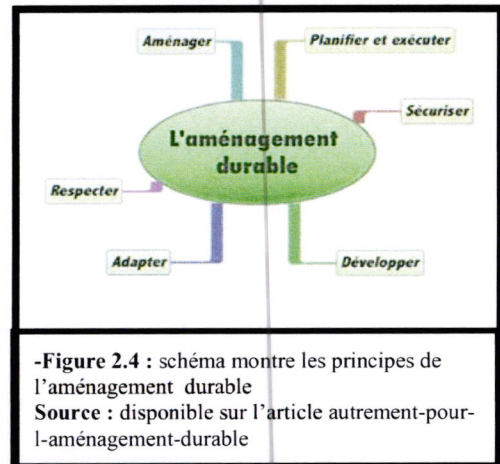 Aménager
Planifier et exécuter
Sécuriser
L'aménagement
durable
Respecter
Adapter
Développer
-Figure 2.4 : schéma montre les principes de
l'aménagement durable
Source : disponible sur l'article autrement-pour-
l-aménagement-durable